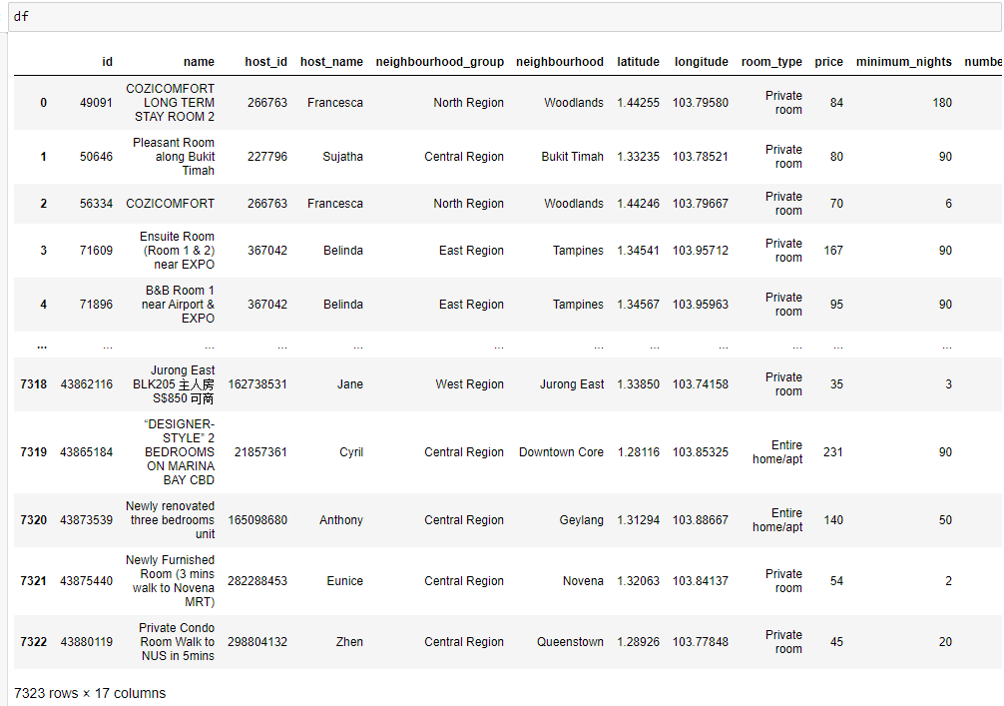 df
id name host_id host_name neighbourhood_group neighbourhood latitude longitude room_type price minimum_nights numbe
COZICOMFORT
LONG TERM
STAY ROOM 2
0 49091 266763 Francesca North Region Woodlands 1.44255 103.79580 Private room 84 180
Pleasant Room
along Bukit
Timah
1 50646 227796 Sujatha Central Region Bukit Timah 1.33235 103.78521 Private room 80 90
2 56334 COZICOMFORT 266763 Francesca North Region Woodlands 1.44246 103.79667 Private room 70 6
Ensuite Room
(Room 1 & 2)
near EXPO
3 71609 367042 Belinda East Region Tampines 1.34541 103.95712 Private room 167 90
B&B Room 1
near Airport &
EXPO
4 71896 367042 Belinda East Region Tampines 1.34567 103.95963 Private room 95 90
... ... ... ... ... ... ... ... ... ... ... ...
Jurong East
BLK205 主人房
S$850 可商
7318 43862116 162738531 Jane West Region Jurong East 1.33850 103.74158 Private room 35 3
“DESIGNER-
STYLE” 2
BEDROOMS
ON MARINA
BAY CBD
7319 43865184 21857361 Cyril Central Region Downtown Core 1.28116 103.85325 Entire home/apt 231 90
Newly renovated
three bedrooms
unit
7320 43873539 165098680 Anthony Central Region Geylang 1.31294 103.88667 Entire home/apt 140 50
Newly Furnished
Room (3 mins
walk to Novena
MRT)
7321 43875440 282288453 Eunice Central Region Novena 1.32063 103.84137 Private room 54 2
Private Condo
Room Walk to
NUS in 5mins
7322 43880119 298804132 Zhen Central Region Queenstown 1.28926 103.77848 Private room 45 20
7323 rows × 17 columns